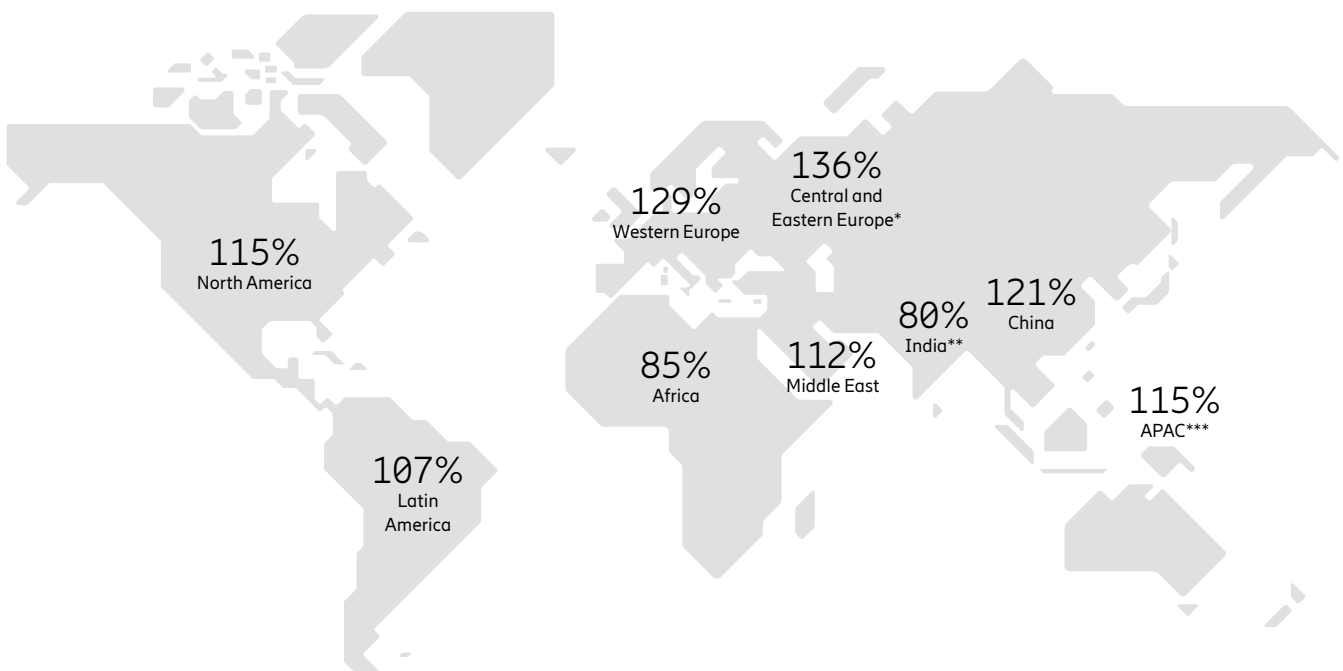 136%
Central and
Eastern Europe*
129%
Western Europe
115%
North America
121%
China
80%
India**
112%
Middle East
85%
Africa
115%
APAC***
107%
Latin
America